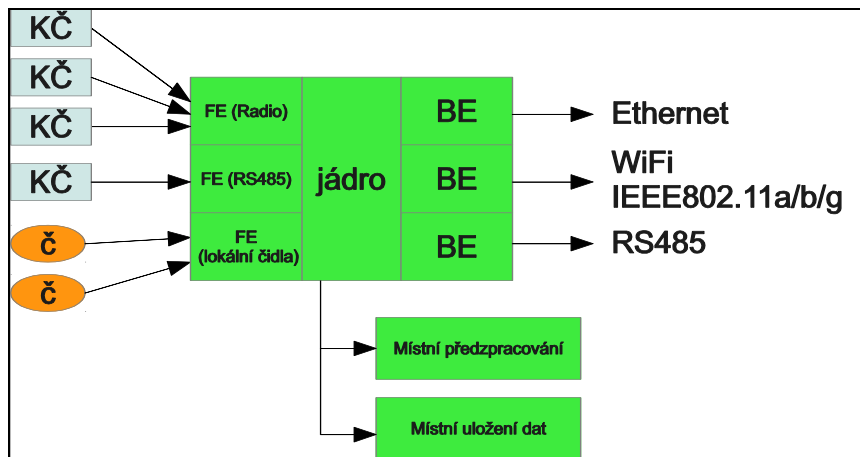 KČ
KČ
KČ
KČ
č
č
FE (Radio)
FE (RS485)
FE
(lokální čidla)
jádro
BE
BE
BE
Ethernet
WiFi
IEEE802.11a/b/g
RS485
Místní předzpracování
Místní uložení dat